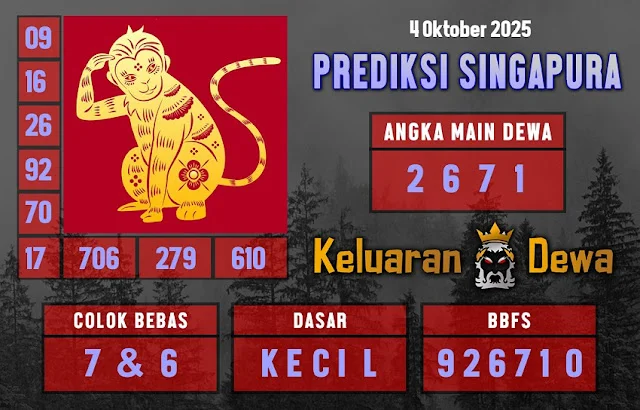 4 Oktober 2025
PREDIKSI SINGAPURA
09
16
26
92
70
17 706 279 610
ANGKA MAIN DEWA
2 6 7 1
Keluaran Dewa
COLOK BEBAS
7 & 6
DASAR
KECIL
BBFS
926710